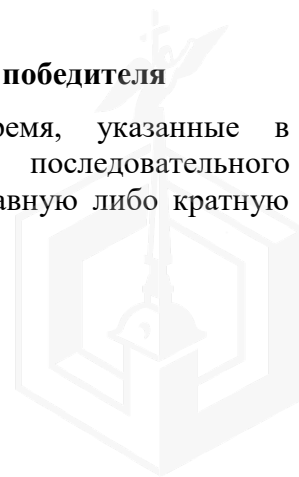 победителя
ремя, указанные в
последовательного
авную либо кратную